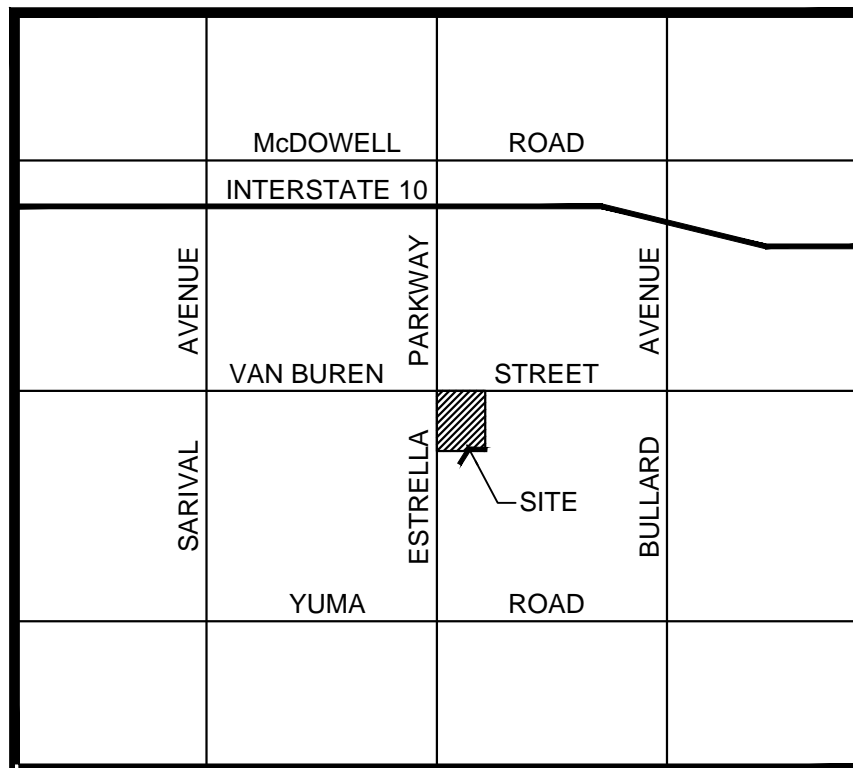 McDOWELL ROAD
INTERSTATE 10
AVENUE
PARKWAY
AVENUE
VAN BUREN STREET
SARIVAL
ESTRELLA
BULLARD
SITE
YUMA ROAD